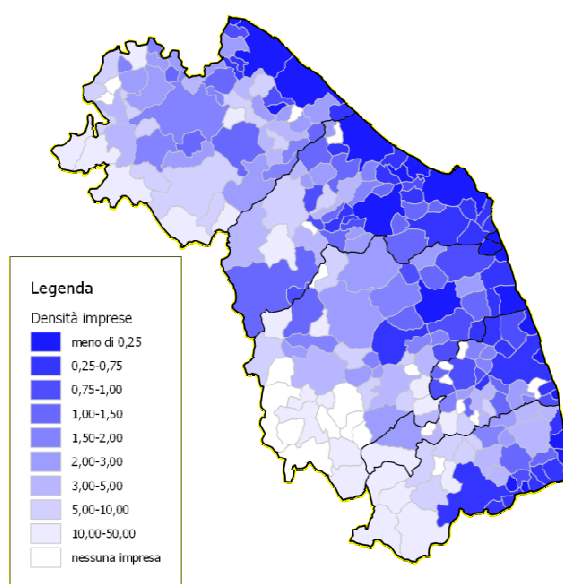 Legenda
Densità imprese
meno di 0,25
0,25-0,75
0,75-1,00
1,00-1,50
1,50-2,00
2,00-3,00
3,00-5,00
5,00-10,00
10,00-50,00
nessuna impresa